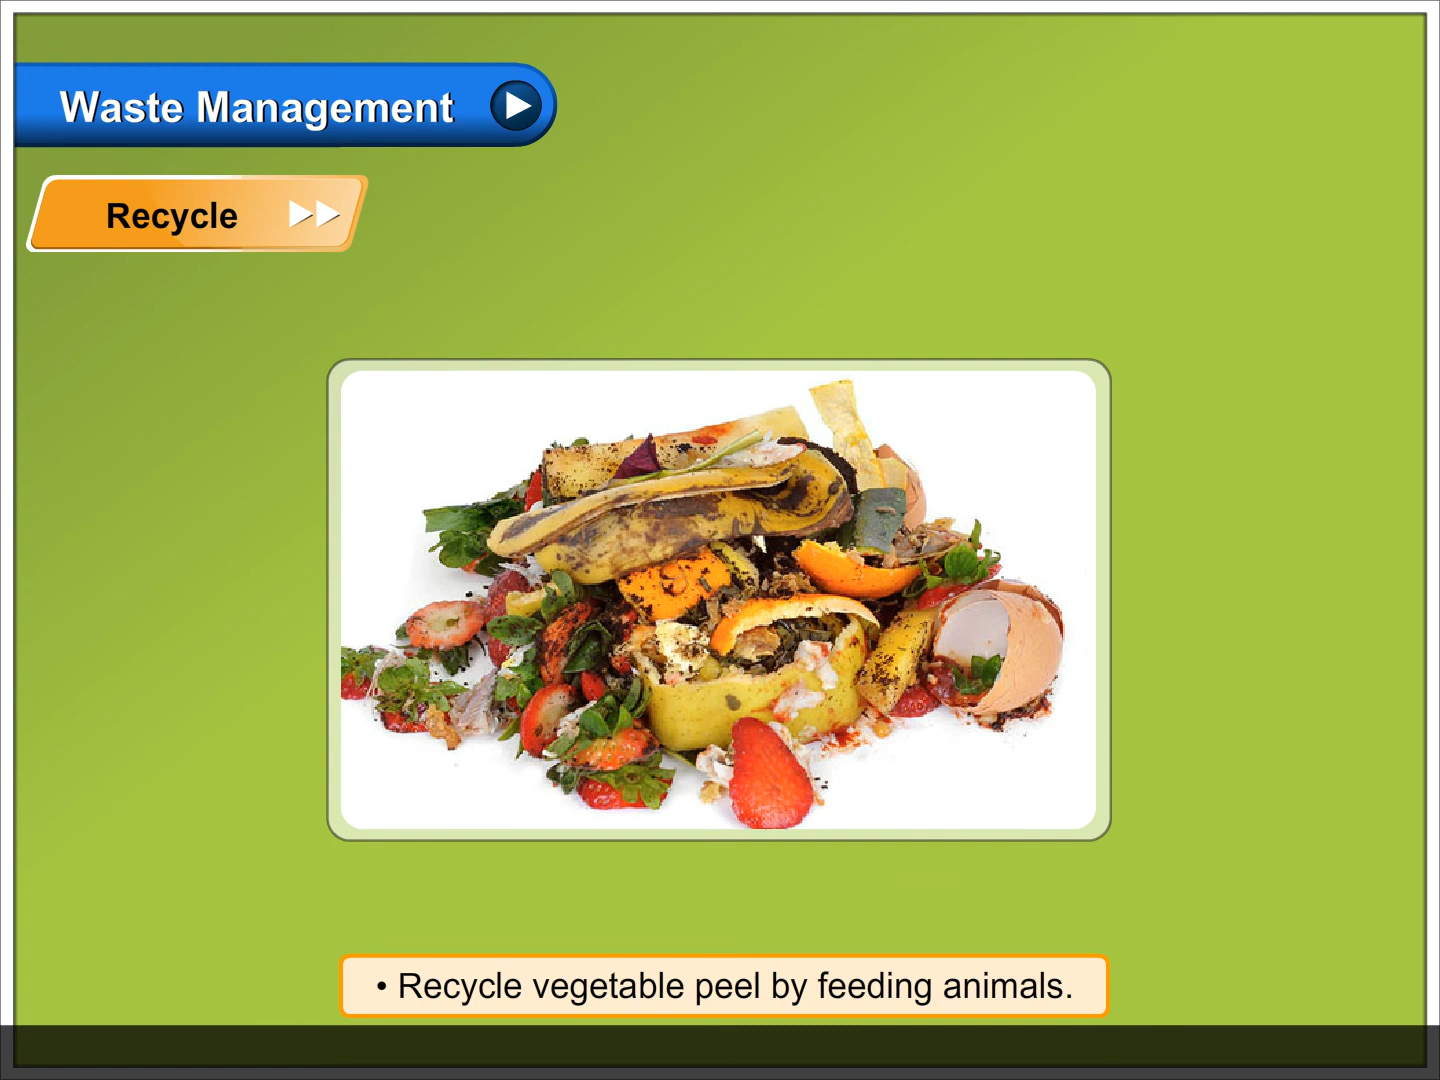 Waste Management
Recycle
• Recycle vegetable peel by feeding animals.